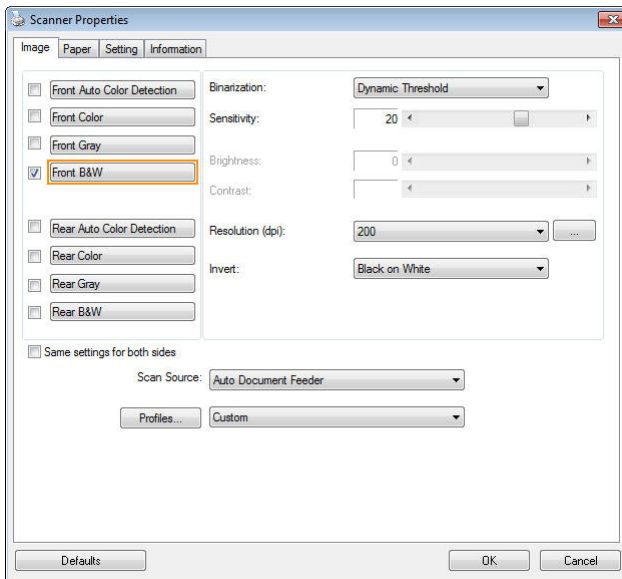 Scanner Properties
Image Paper Setting Information
Front Auto Color Detection
Front Color
Front Gray
Front B&W
Rear Auto Color Detection
Rear Color
Rear Gray
Rear B&W
Binarization: Dynamic Threshold
Sensitivity: 20
Brightness: 0
Contrast:
Resolution (dpi): 200 ...
Invert: Black on White
Same settings for both sides
Scan Source: Auto Document Feeder
Profiles... Custom
Defaults OK Cancel